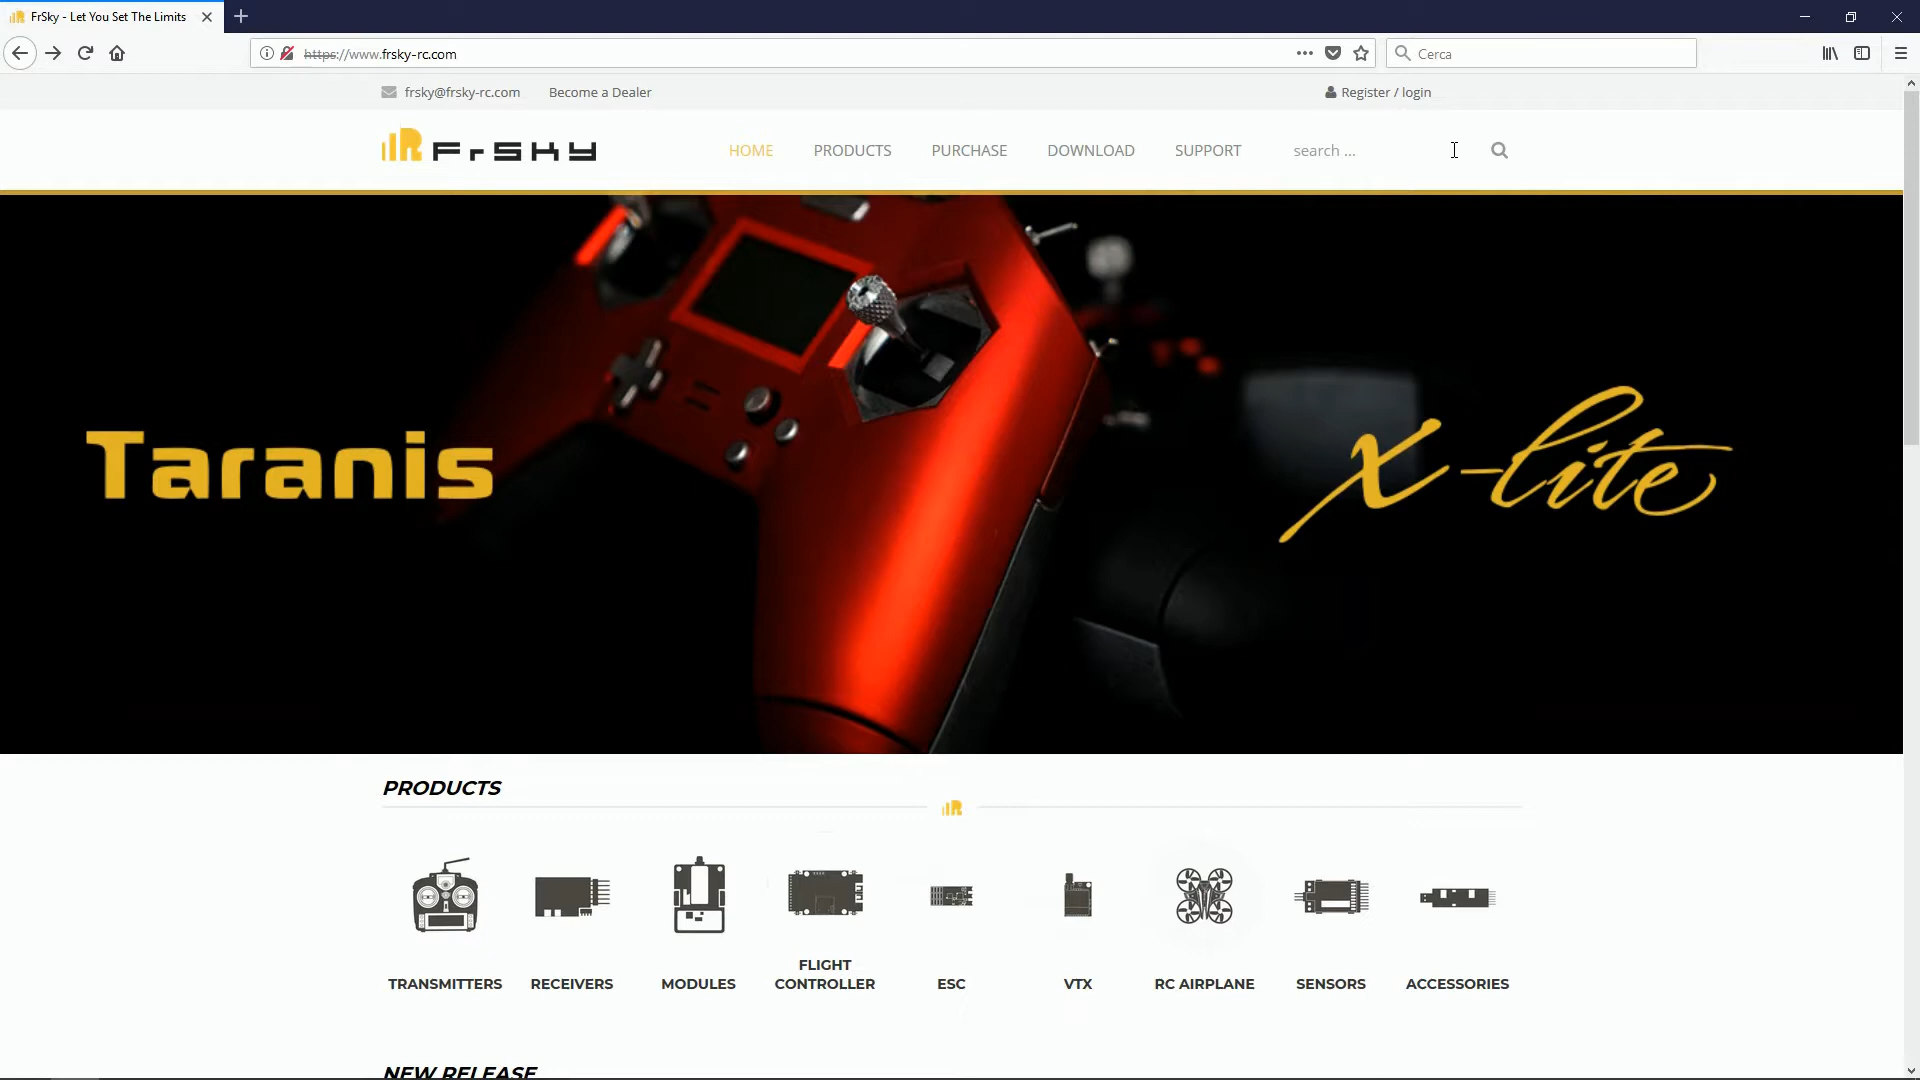 FrSky - Let You Set The Limits
https://www.frsky-rc.com
Cerca
frsky@frsky-rc.com
Become a Dealer
Register / login
FrSky
HOME
PRODUCTS
PURCHASE
DOWNLOAD
SUPPORT
search ...
Taranis
x-lite
PRODUCTS
TRANSMITTERS
RECEIVERS
MODULES
FLIGHT
CONTROLLER
ESC
VTX
RC AIRPLANE
SENSORS
ACCESSORIES
NEW RELEASE